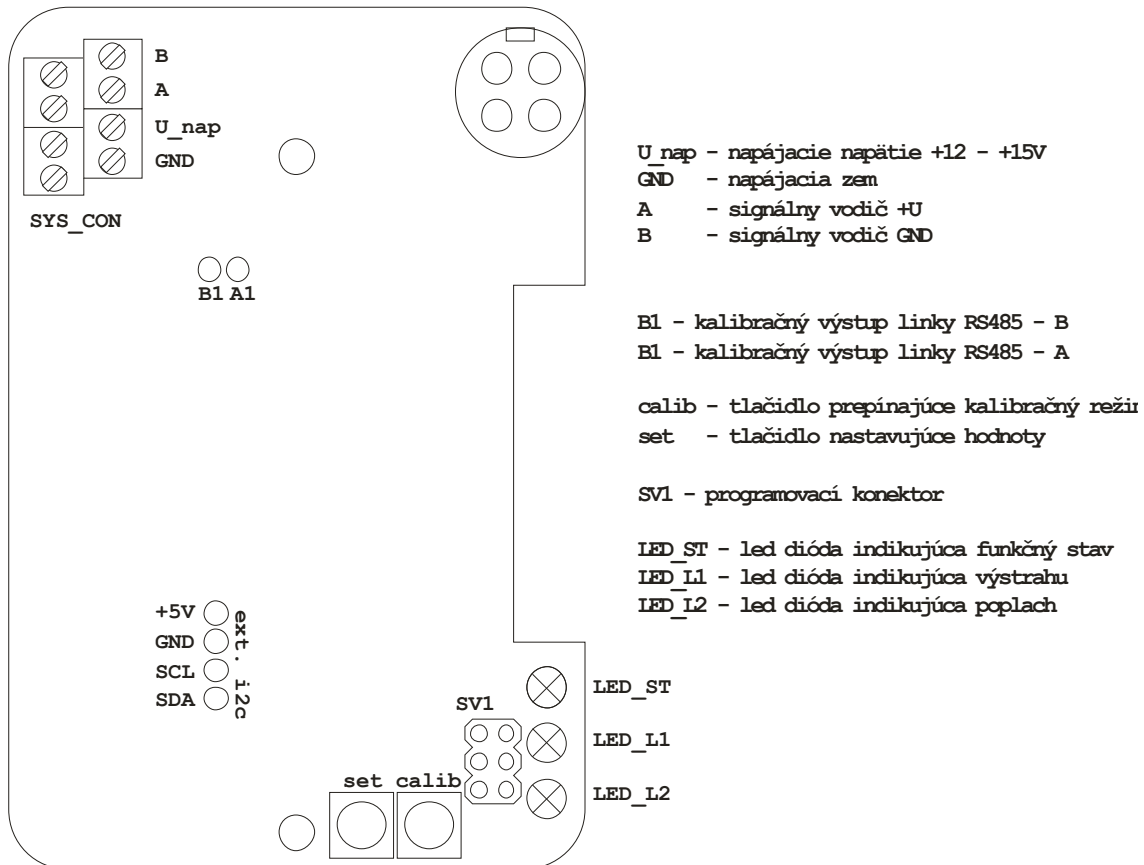 B
A
U_nap
GND
SYS_CON
B1 A1
U_nap - napájacie napätie +12 - +15V
GND - napájacia zem
A - signálny vodič +U
B - signálny vodič GND
B1 - kalibračný výstup linky RS485 - B
B1 - kalibračný výstup linky RS485 - A
calib - tlačidlo prepínajúce kalibračný režim
set - tlačidlo nastavujúce hodnoty
SV1 - programovací konektor
LED_ST - led dióda indikujúca funkčný stav
LED_L1 - led dióda indikujúca výstrahu
LED_L2 - led dióda indikujúca poplach
+5V
GND
SCL
SDA
ext. i2c
SV1
LED_ST
LED_L1
LED_L2
set calib